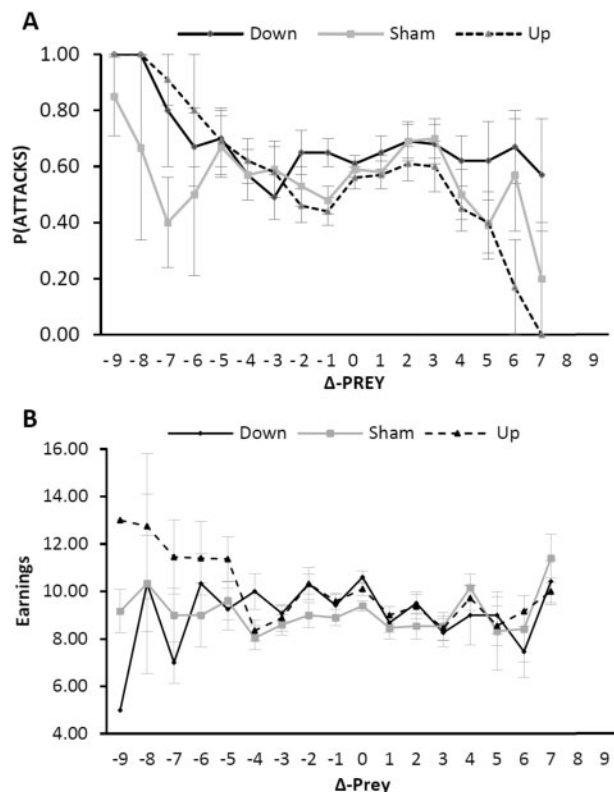 A
Down Sham Up
1.00
0.80
0.60
0.40
0.20
0.00
P(ATTACKS)
-9 -8 -7 -6 -5 -4 -3 -2 -1 0 1 2 3 4 5 6 7 8 9
Δ-PREY
B
Down Sham Up
16.00
14.00
12.00
10.00
8.00
6.00
4.00
Earnings
-9 -8 -7 -6 -5 -4 -3 -2 -1 0 1 2 3 4 5 6 7 8 9
Δ-Prey